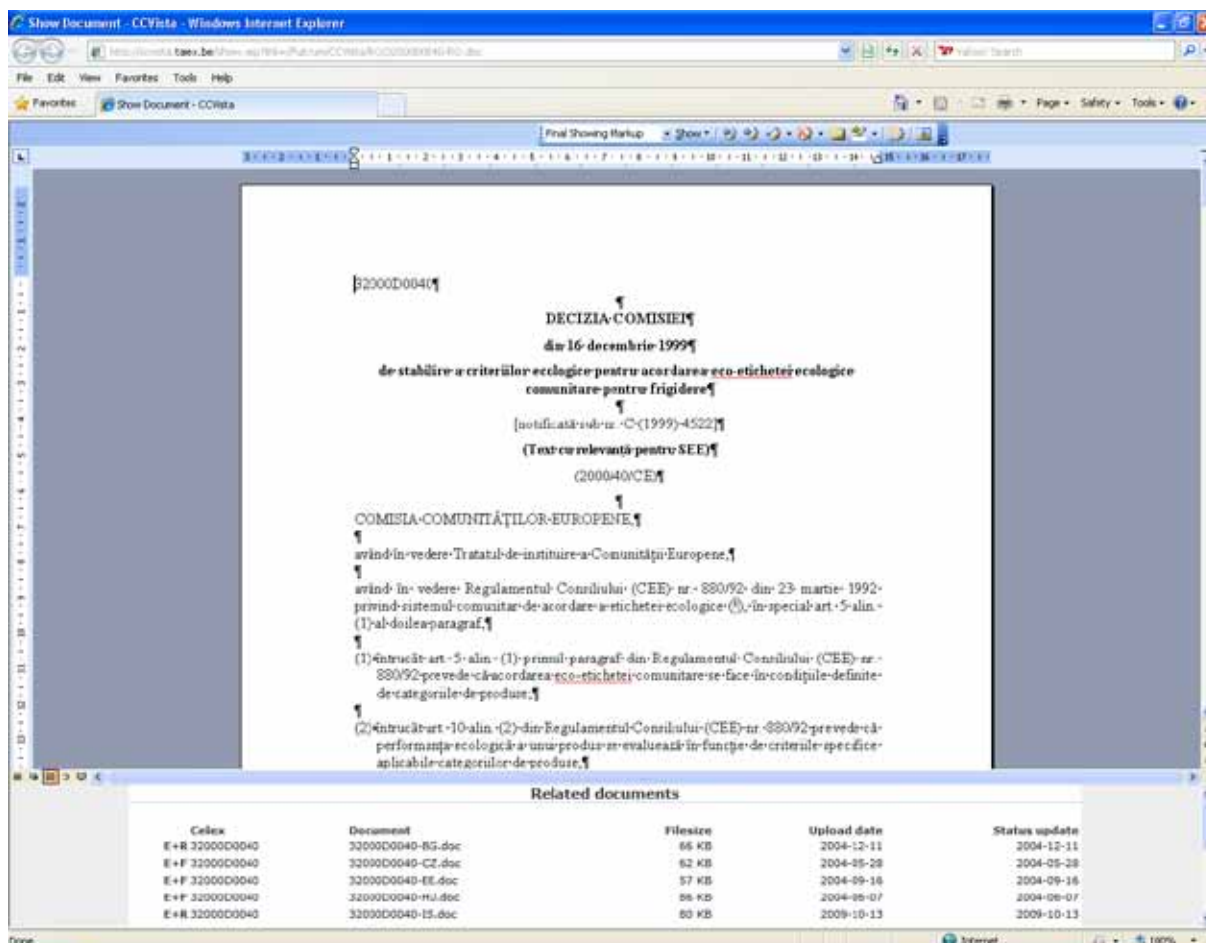 Show Document - CCVista - Windows Internet Explorer
File Edit View Favorites Tools Help
Favorites Show Document - CCVista
Page Safety Tools
Final Showing Markup Show
32000D0040¶
¶
DECIZIA·COMISIEI¶
din·16·decembrie·1999¶
de·stabilire·a·criteriilor·ecologice·pentru·acordarea·eco-etichetei·ecologice·
comunitare·pentru·frigidere¶
¶
[notificată·sub·nr.·C·(1999)·4522]¶
(Text·cu·relevanță·pentru·SEE)¶
(2000/40/CE)¶
¶
COMISIA·COMUNITĂȚILOR·EUROPENE,¶
¶
având·în·vedere·Tratatul·de·instituire·a·Comunității·Europene,¶
¶
având·în·vedere·Regulamentul·Consiliului·(CEE)·nr.·880/92·din·23·martie·1992·
privind·sistemul·comunitar·de·acordare·a·etichetei·ecologice·în·special·art.·5·alin.·
(1)·al·doilea·paragraf,¶
¶
(1) întrucât·art.·5·alin.·(1)·primul·paragraf·din·Regulamentul·Consiliului·(CEE)·nr.·
880/92·prevede·că·acordarea·eco-etichetei·comunitare·se·face·în·condițiile·definite·
de·categoriile·de·produse;¶
¶
(2) întrucât·art.·10·alin.·(2)·din·Regulamentul·Consiliului·(CEE)·nr.·880/92·prevede·că·
performanța·ecologică·a·unui·produs·se·evaluează·în·funcție·de·criteriile·specifice·
aplicabile·categoriilor·de·produse;¶
Related documents
Celex Document Filesize Upload date Status update
E+R 32000D0040 32000D0040-BG.doc 66 KB 2004-12-11 2004-12-11
E+F 32000D0040 32000D0040-CZ.doc 62 KB 2004-05-28 2004-05-28
E+F 32000D0040 32000D0040-EE.doc 57 KB 2004-09-16 2004-09-16
E+F 32000D0040 32000D0040-HU.doc 2004-06-07 2004-06-07
E+R 32000D0040 32000D0040-IS.doc 80 KB 2009-10-13 2009-10-13
Done Internet 100%